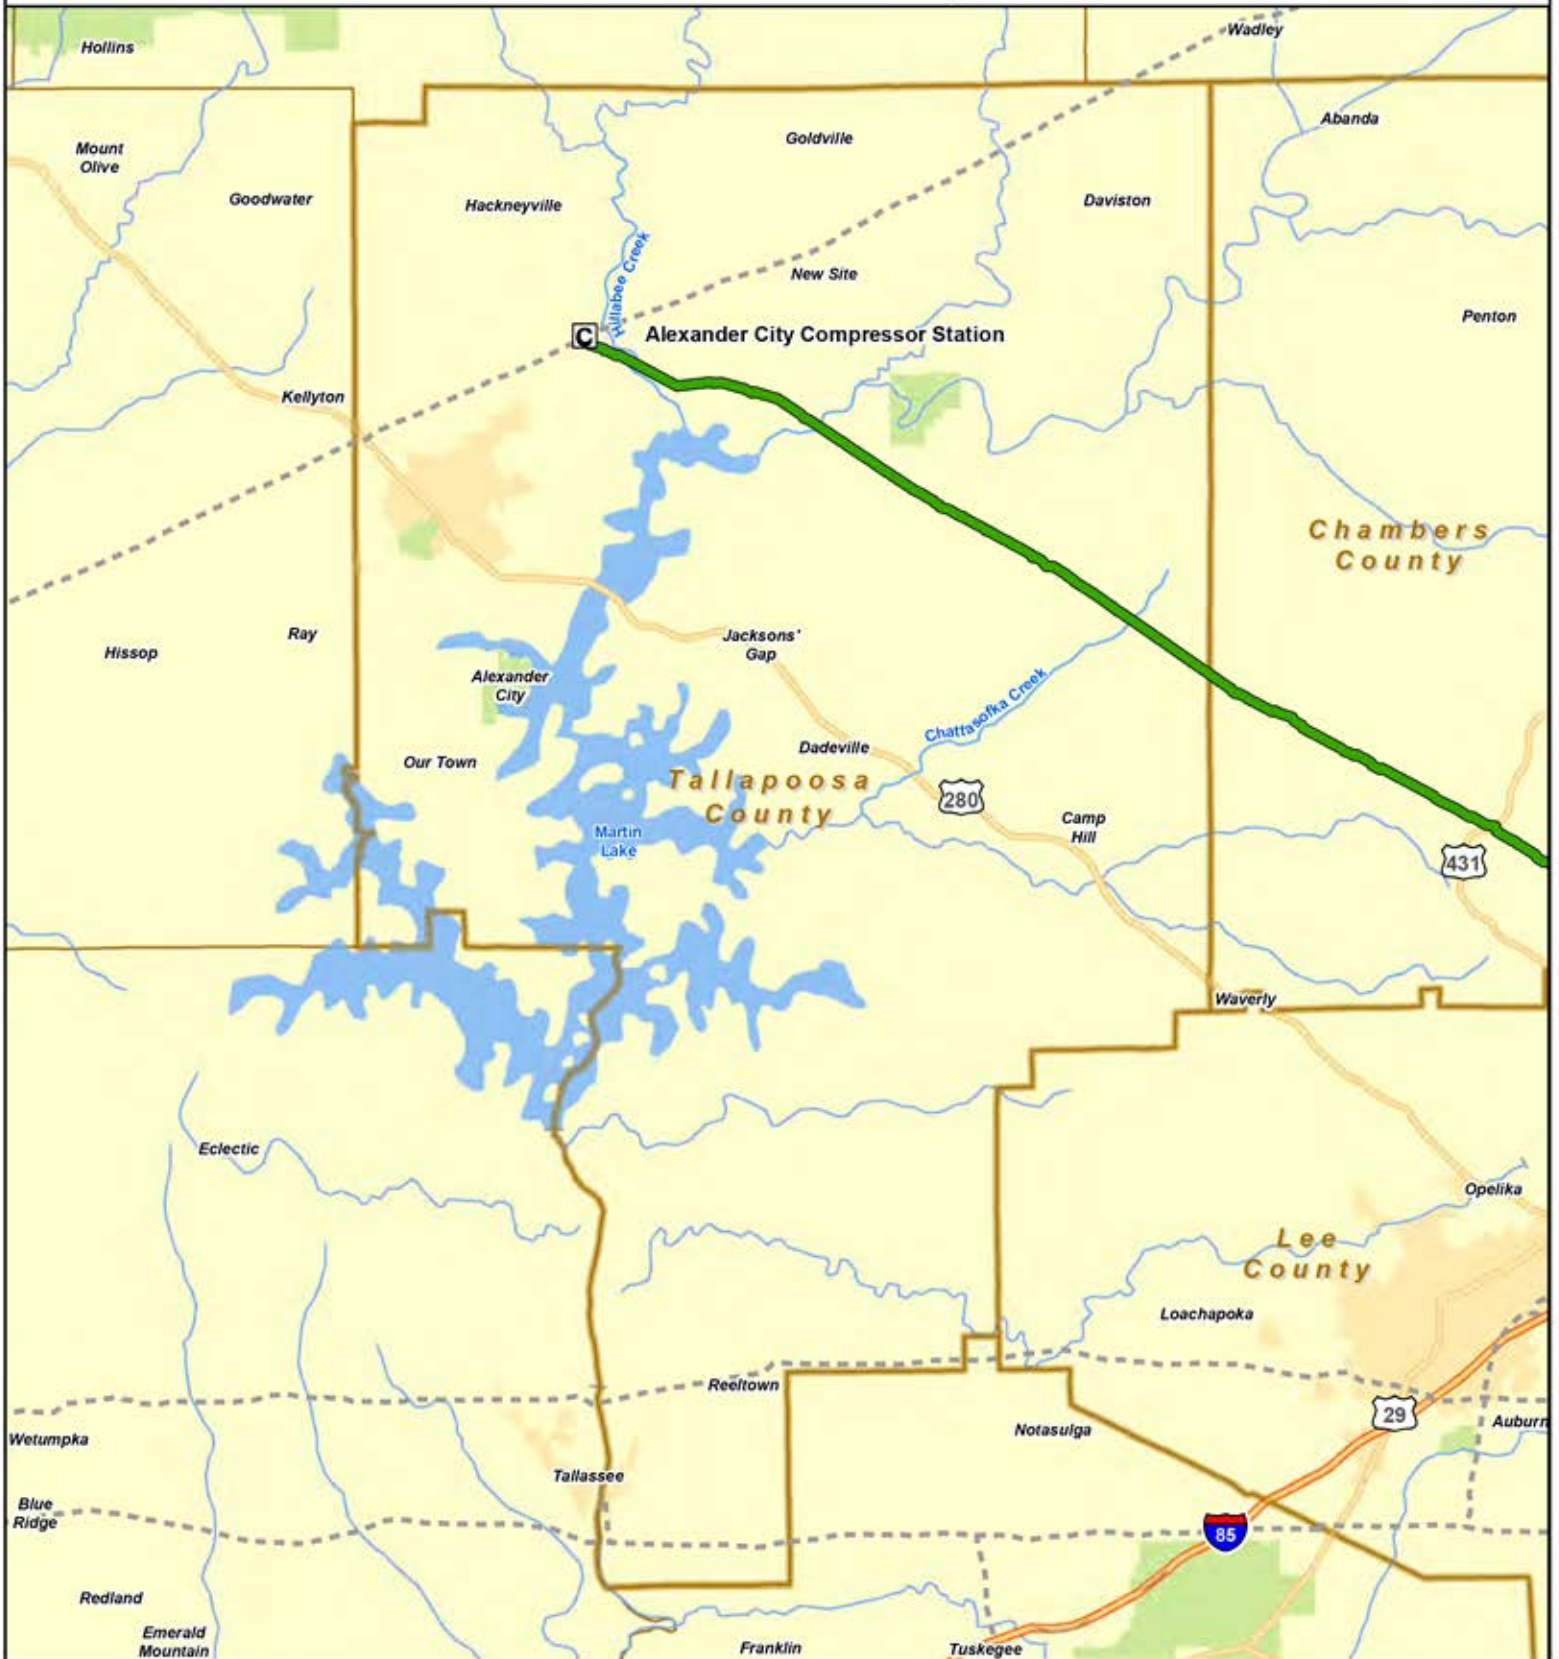 Hollins
Wadley
Abanda
Goldville
Mount
Olive
Goodwater
Hackneyville
Daviston
Hillabee Creek
New Site
Penton
C
Alexander City Compressor Station
Kellyton
Chambers
County
Hissop
Ray
Jacksons'
Gap
Alexander
City
Chattasofka Creek
Dadeville
Our Town
Tallapoosa
County
280
Camp
Hill
Martin
Lake
431
Waverly
Eclectic
Opelika
Lee
County
Loachapoka
Reeltown
29
Notasulga
Auburn
Wetumpka
Tallassee
Blue
Ridge
85
Redland
Emerald
Mountain
Franklin
Tuskegee